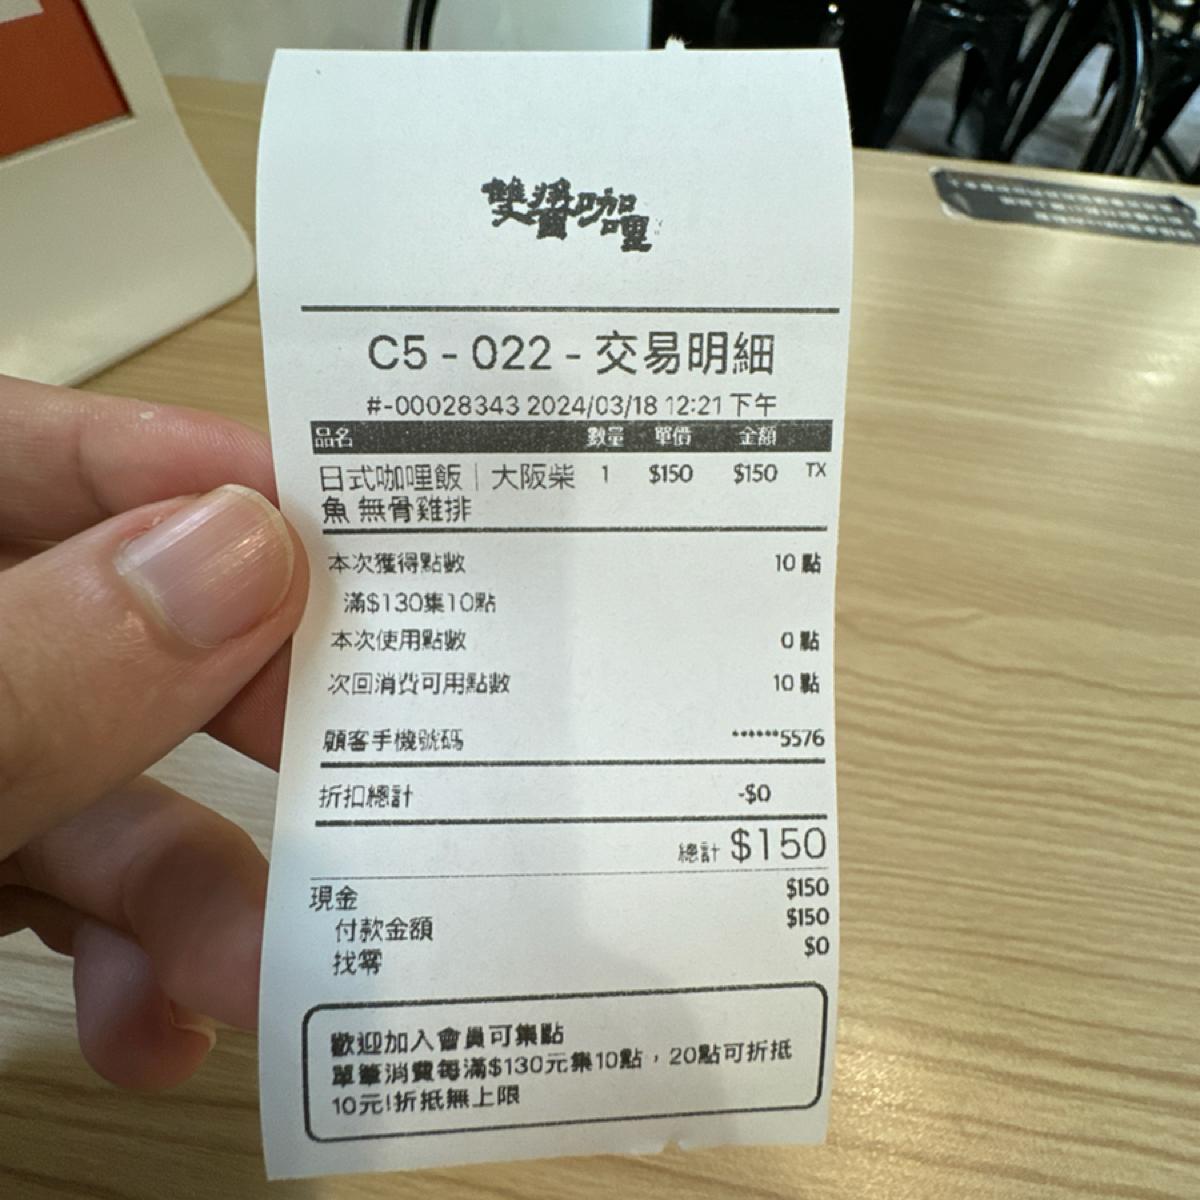 雙醬咖哩
C5 - 022 - 交易明細
#-00028343 2024/03/18 12:21 下午
品名 數量 單價 金額
日式咖哩飯｜大阪柴 1 $150 $150 TX
魚 無骨雞排
本次獲得點數 10 點
滿$130集10點
本次使用點數 0 點
次回消費可用點數 10 點
顧客手機號碼 ******5576
折扣總計 -$0
總計 $150
現金 $150
付款金額 $150
找零 $0
歡迎加入會員可集點
單筆消費每滿$130元集10點，20點可折抵
10元!折抵無上限